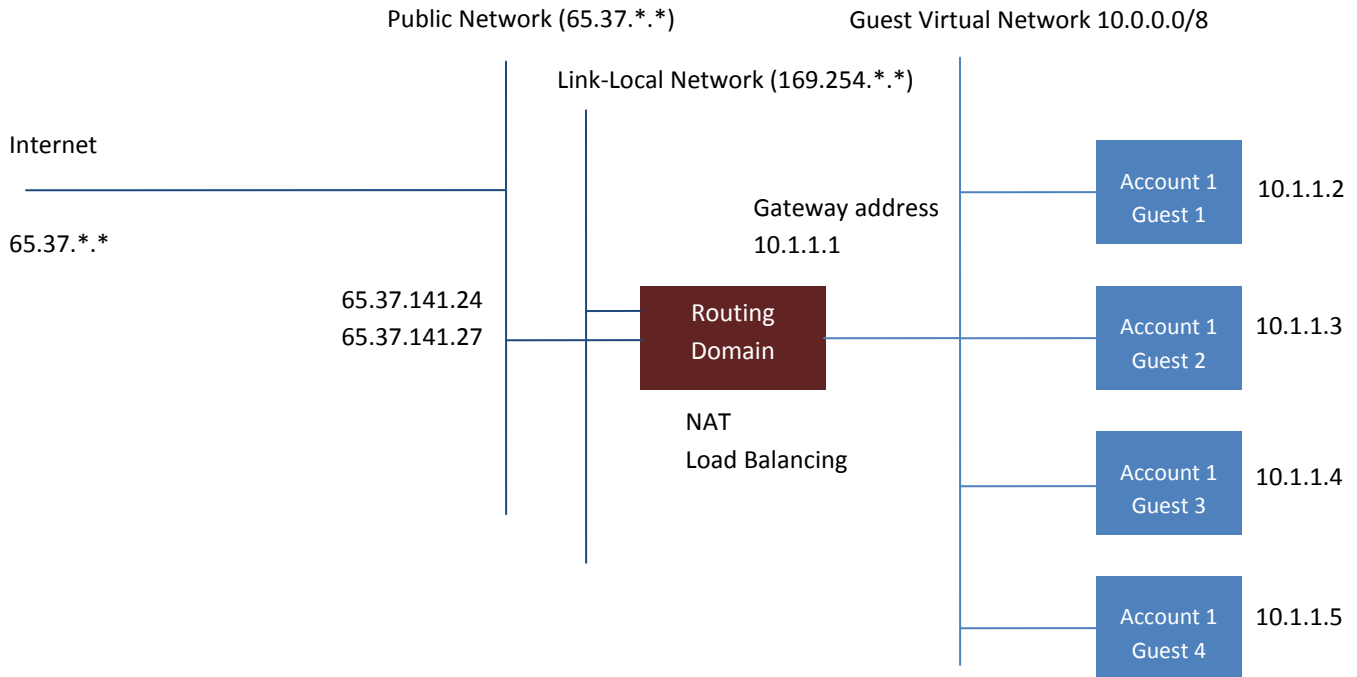 Public Network (65.37.*.*)
Guest Virtual Network 10.0.0.0/8
Link-Local Network (169.254.*.*)
Internet
65.37.*.*
65.37.141.24
65.37.141.27
Gateway address
10.1.1.1
Routing
Domain
NAT
Load Balancing
Account 1
Guest 1
10.1.1.2
Account 1
Guest 2
10.1.1.3
Account 1
Guest 3
10.1.1.4
Account 1
Guest 4
10.1.1.5